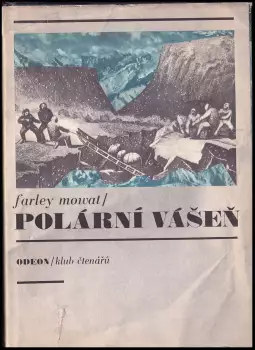 farley mowat/
POLÁRNÍ VÁŠEŇ
ODEON/klub čtenářů